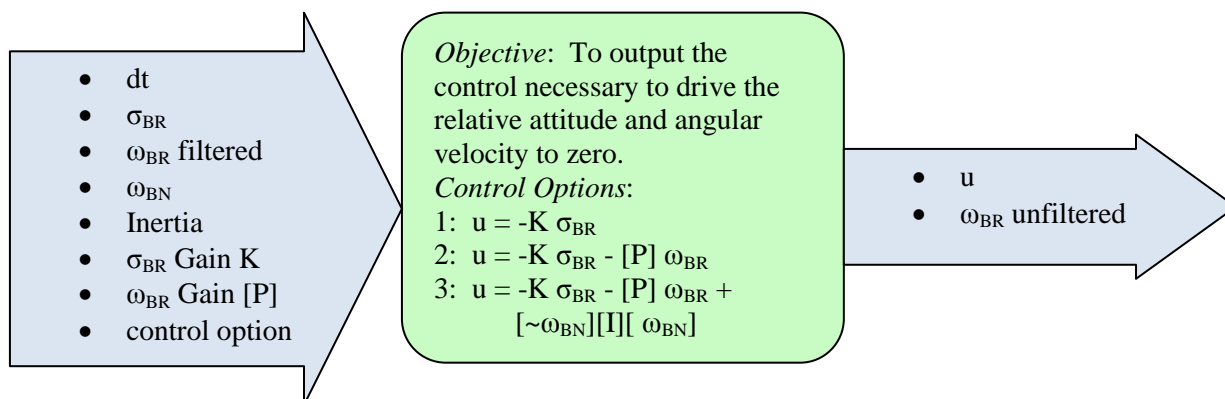 • dt
• σBR
• ωBR filtered
• ωBN
• Inertia
• σBR Gain K
• ωBR Gain [P]
• control option
Objective: To output the
control necessary to drive the
relative attitude and angular
velocity to zero.
Control Options:
1: u = -K σBR
2: u = -K σBR - [P] ωBR
3: u = -K σBR - [P] ωBR +
[~ωBN][I][ ωBN]
• u
• ωBR unfiltered